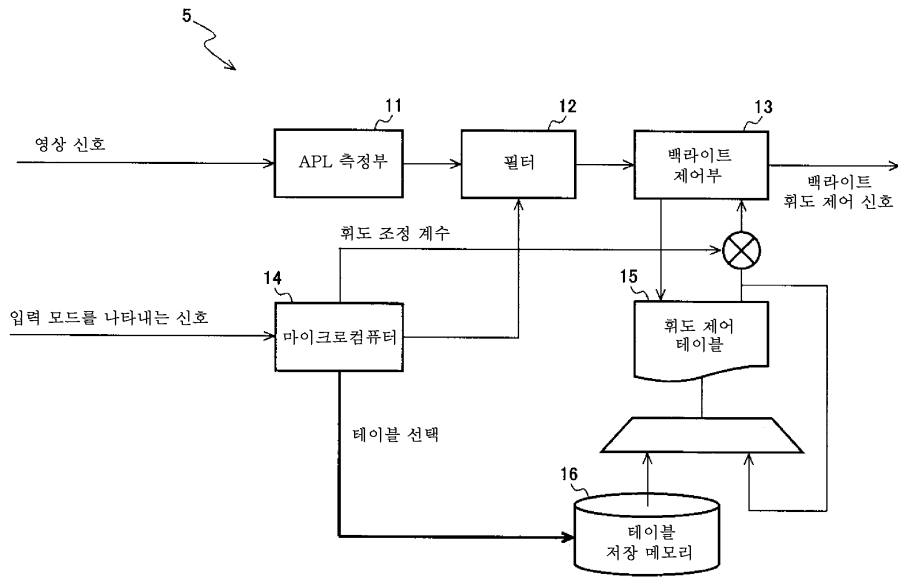 5
11
12
13
영상 신호
APL 측정부
필터
백라이트
제어부
백라이트
휘도 제어 신호
휘도 조정 계수
14
15
입력 모드를 나타내는 신호
마이크로컴퓨터
휘도 제어
테이블
테이블 선택
16
테이블
저장 메모리